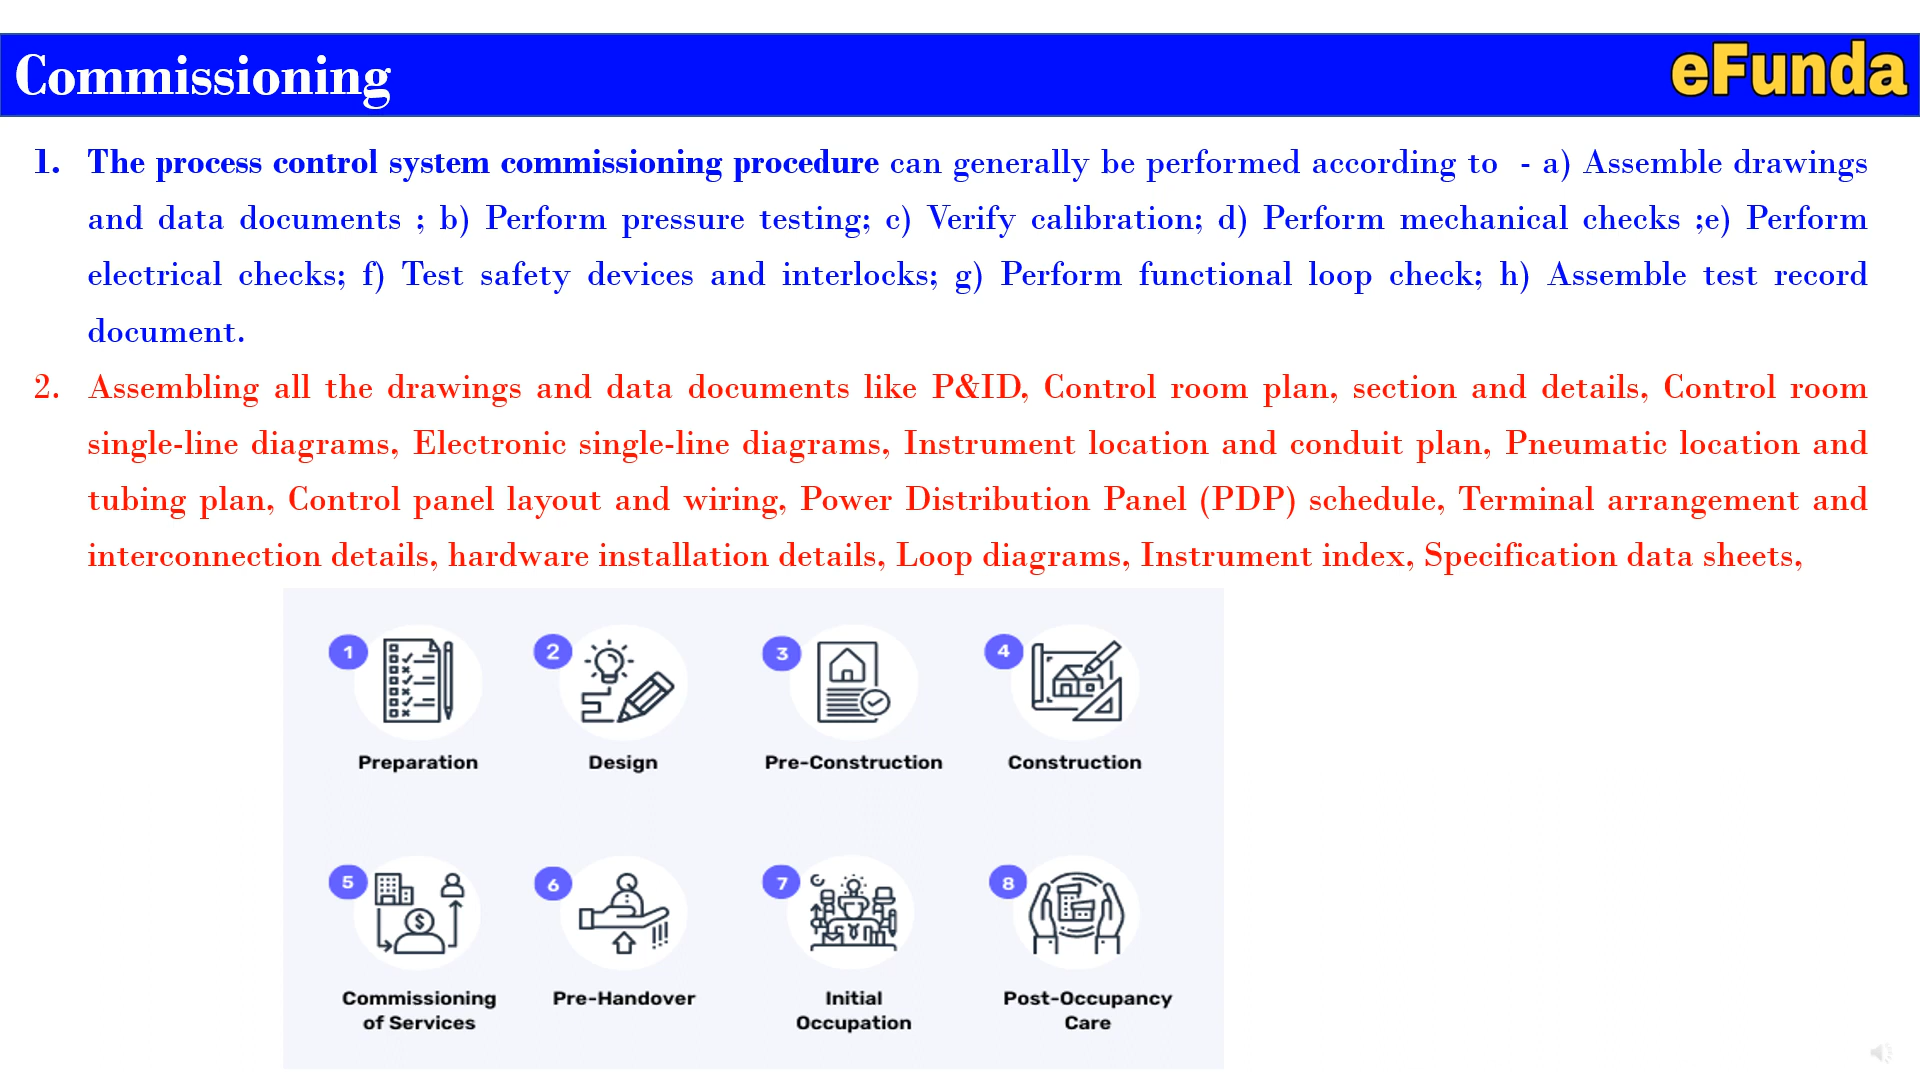 Commissioning
eFunda
1. The process control system commissioning procedure can generally be performed according to - a) Assemble drawings
and data documents ; b) Perform pressure testing; c) Verify calibration; d) Perform mechanical checks ;e) Perform
electrical checks; f) Test safety devices and interlocks; g) Perform functional loop check; h) Assemble test record
document.
2. Assembling all the drawings and data documents like P&ID, Control room plan, section and details, Control room
single-line diagrams, Electronic single-line diagrams, Instrument location and conduit plan, Pneumatic location and
tubing plan, Control panel layout and wiring, Power Distribution Panel (PDP) schedule, Terminal arrangement and
interconnection details, hardware installation details, Loop diagrams, Instrument index, Specification data sheets,
1
Preparation
2
Design
3
Pre-Construction
4
Construction
5
Commissioning
of Services
6
Pre-Handover
7
Initial
Occupation
8
Post-Occupancy
Care